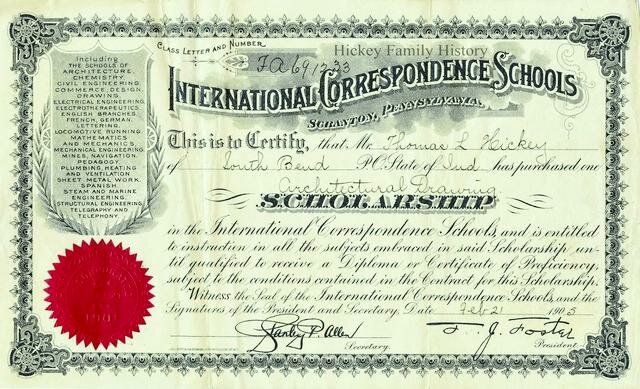 Hickey Family History
CLASS LETTER AND NUMBER
FA 691233
INTERNATIONAL CORRESPONDENCE SCHOOLS
SCRANTON, PENNSYLVANIA.
Including
THE SCHOOLS OF
ARCHITECTURE,
CHEMISTRY,
CIVIL ENGINEERING,
COMMERCE, DESIGN,
DRAWING,
ELECTRICAL ENGINEERING,
ELECTROTHERAPEUTICS,
ENGLISH BRANCHES,
FRENCH, GERMAN,
LETTERING,
LOCOMOTIVE RUNNING,
MATHEMATICS
AND MECHANICS,
MECHANICAL ENGINEERING,
MINES, NAVIGATION,
PEDAGOGY,
PLUMBING, HEATING
AND VENTILATION
SHEET METAL WORK,
SPANISH,
STEAM AND MARINE
ENGINEERING,
STRUCTURAL ENGINEERING,
TELEGRAPHY AND
TELEPHONY.
This is to Certify, that Mr. Thomas L Hickey
of South Bend P.O. State of Ind. has purchased one
Architectural Drawing
SCHOLARSHIP
in the International Correspondence Schools, and is entitled
to instruction in all the subjects embraced in said Scholarship un-
til qualified to receive a Diploma or Certificate of Proficiency,
subject to the conditions contained in the Contract for this Scholarship.
Witness the Seal of the International Correspondence Schools, and the
Signatures of the President and Secretary. Date Feb 21 1905
Stanley P. Allen T. J. Foster
Secretary. President.